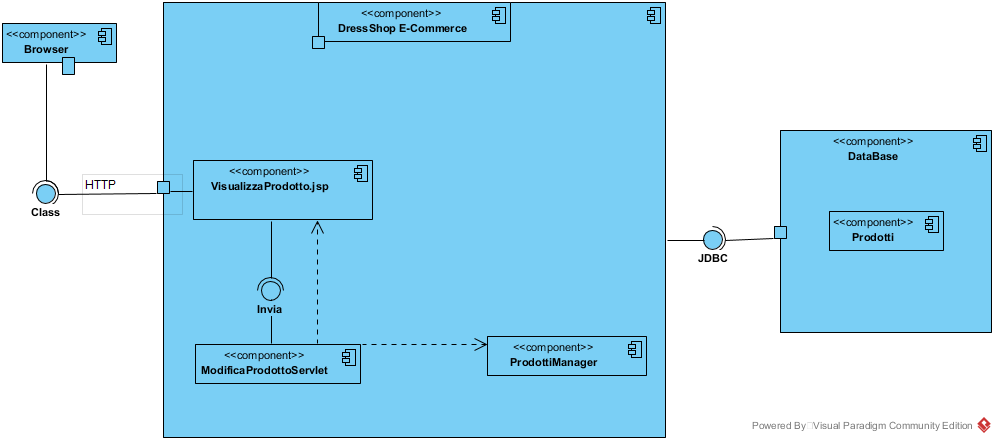 <<component>>
Browser
<<component>>
DressShop E-Commerce
HTTP
Class
<<component>>
VisualizzaProdotto.jsp
Invia
<<component>>
ModificaProdottoServlet
<<component>>
ProdottiManager
JDBC
<<component>>
DataBase
<<component>>
Prodotti
Powered By Visual Paradigm Community Edition